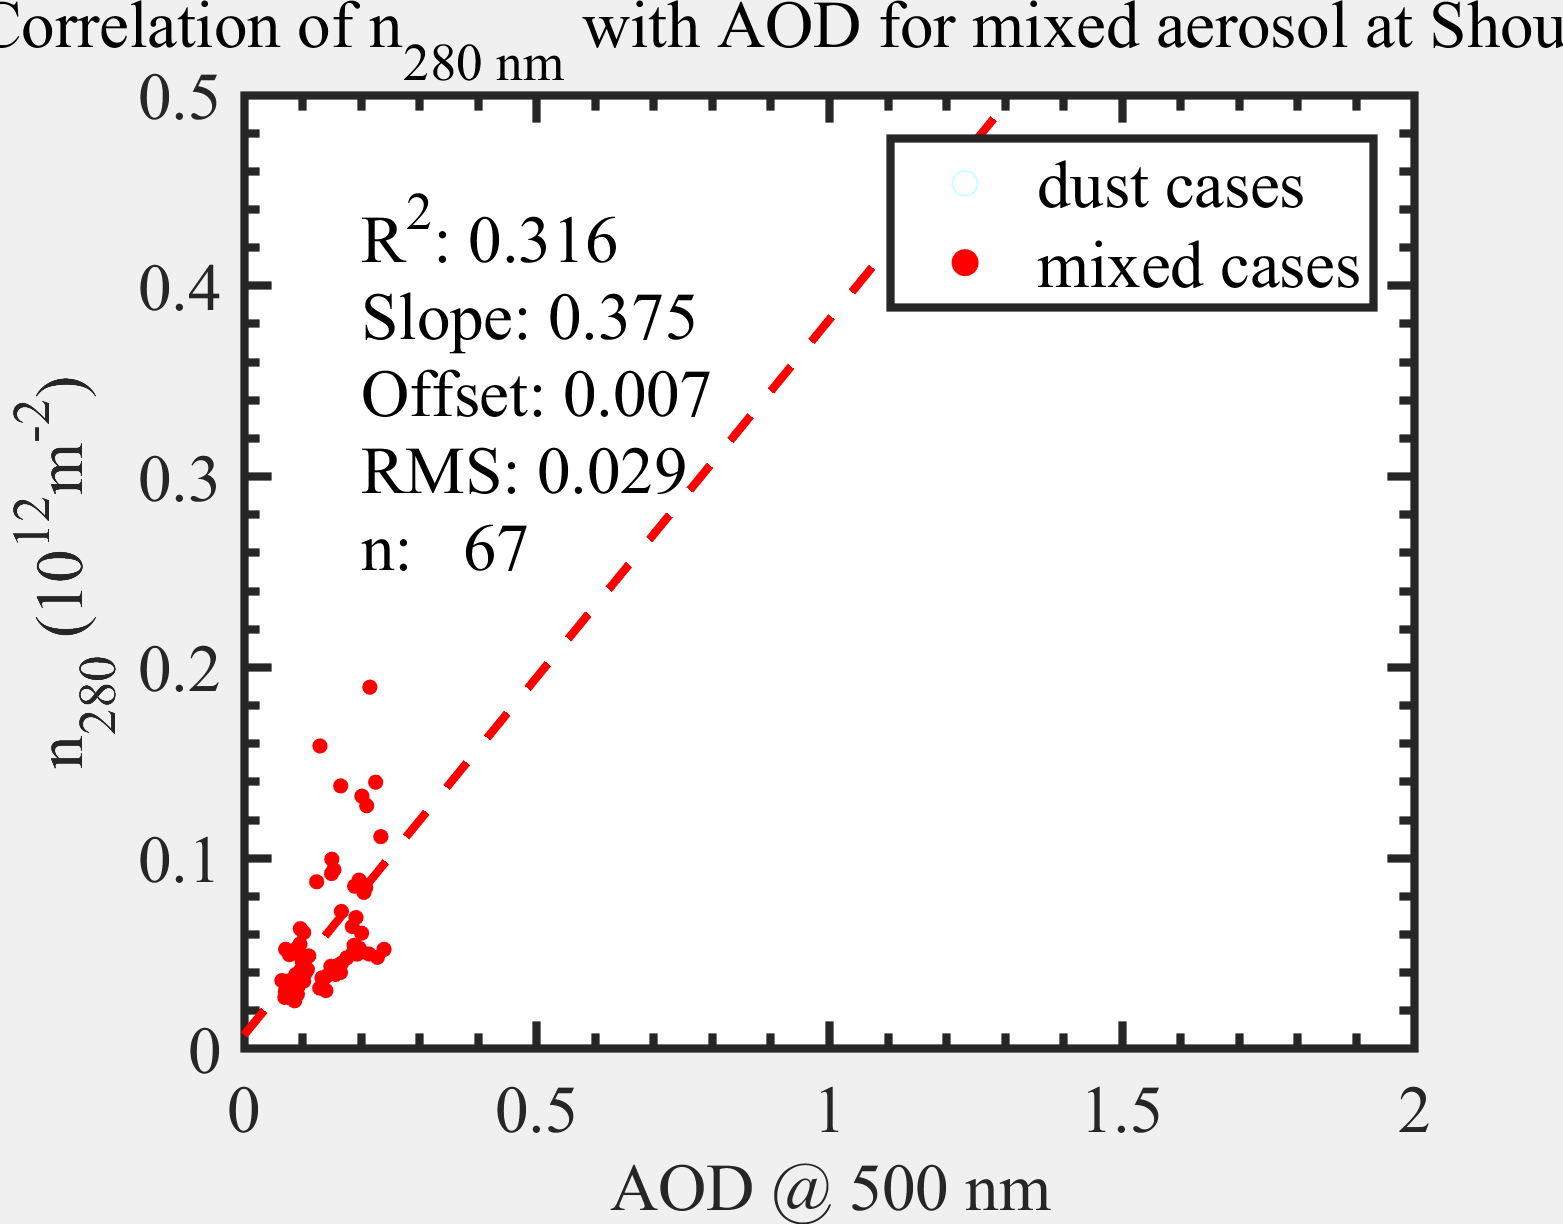 Correlation of n280 nm with AOD for mixed aerosol at Shou
0.5
0.4
0.3
0.2
0.1
0
n280 (10^12 m^-2)
R^2: 0.316
Slope: 0.375
Offset: 0.007
RMS: 0.029
n: 67
dust cases
mixed cases
0 0.5 1 1.5 2
AOD @ 500 nm